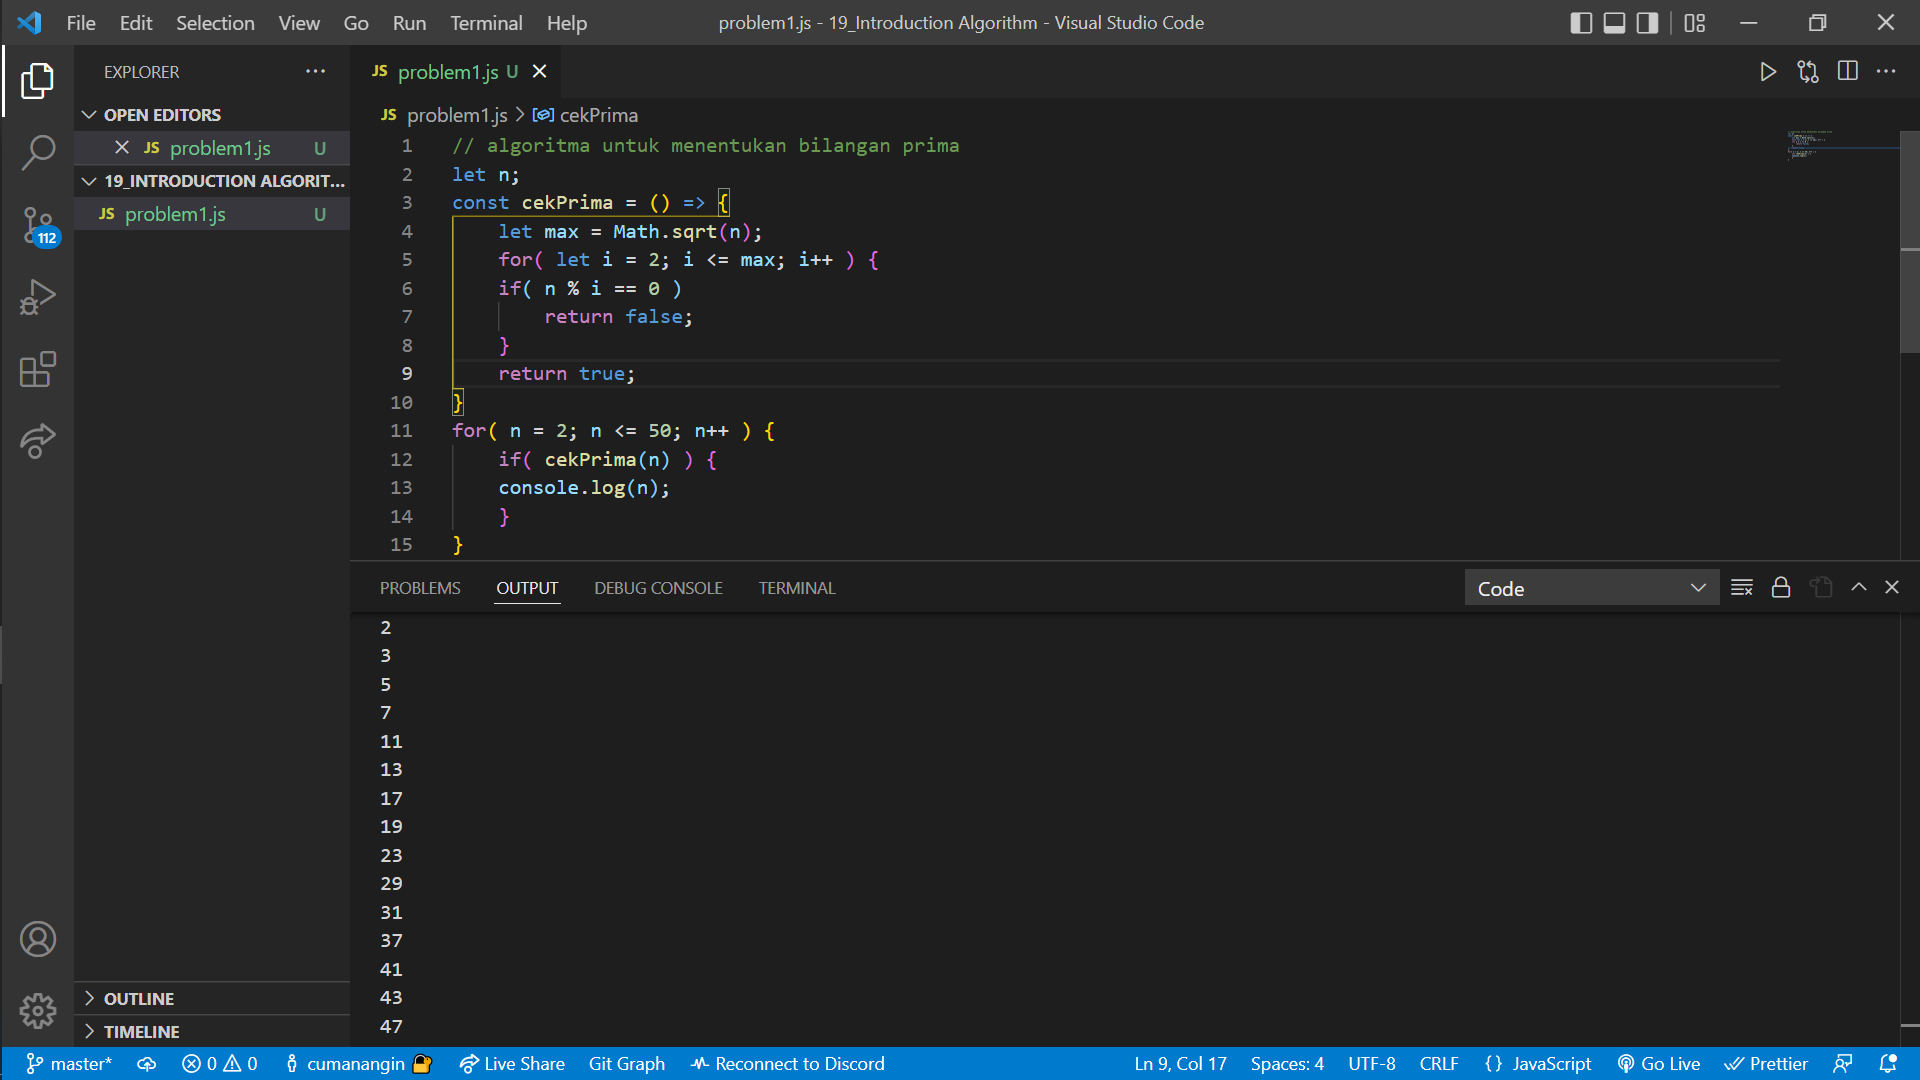 File Edit Selection View Go Run Terminal Help
problem1.js - 19_Introduction Algorithm - Visual Studio Code
EXPLORER
OPEN EDITORS
JS problem1.js U
19_INTRODUCTION ALGORIT...
JS problem1.js U
112
OUTLINE
TIMELINE
JS problem1.js U
JS problem1.js > cekPrima
1 // algoritma untuk menentukan bilangan prima
2 let n;
3 const cekPrima = () => {
4 let max = Math.sqrt(n);
5 for( let i = 2; i <= max; i++ ) {
6 if( n % i == 0 )
7 return false;
8 }
9 return true;
10 }
11 for( n = 2; n <= 50; n++ ) {
12 if( cekPrima(n) ) {
13 console.log(n);
14 }
15 }
PROBLEMS OUTPUT DEBUG CONSOLE TERMINAL
Code
2
3
5
7
11
13
17
19
23
29
31
37
41
43
47
master* 0 0 cumanangin Live Share Git Graph Reconnect to Discord
Ln 9, Col 17 Spaces: 4 UTF-8 CRLF {} JavaScript Go Live Prettier